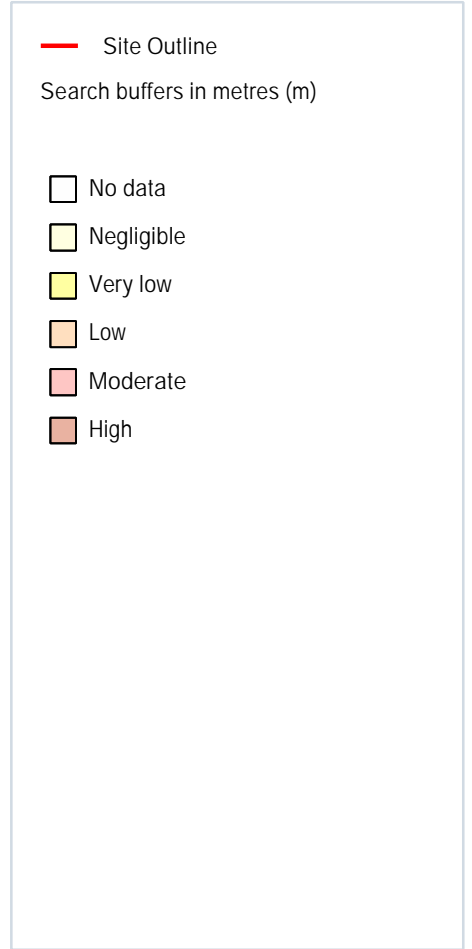 Site Outline
Search buffers in metres (m)
No data
Negligible
Very low
Low
Moderate
High